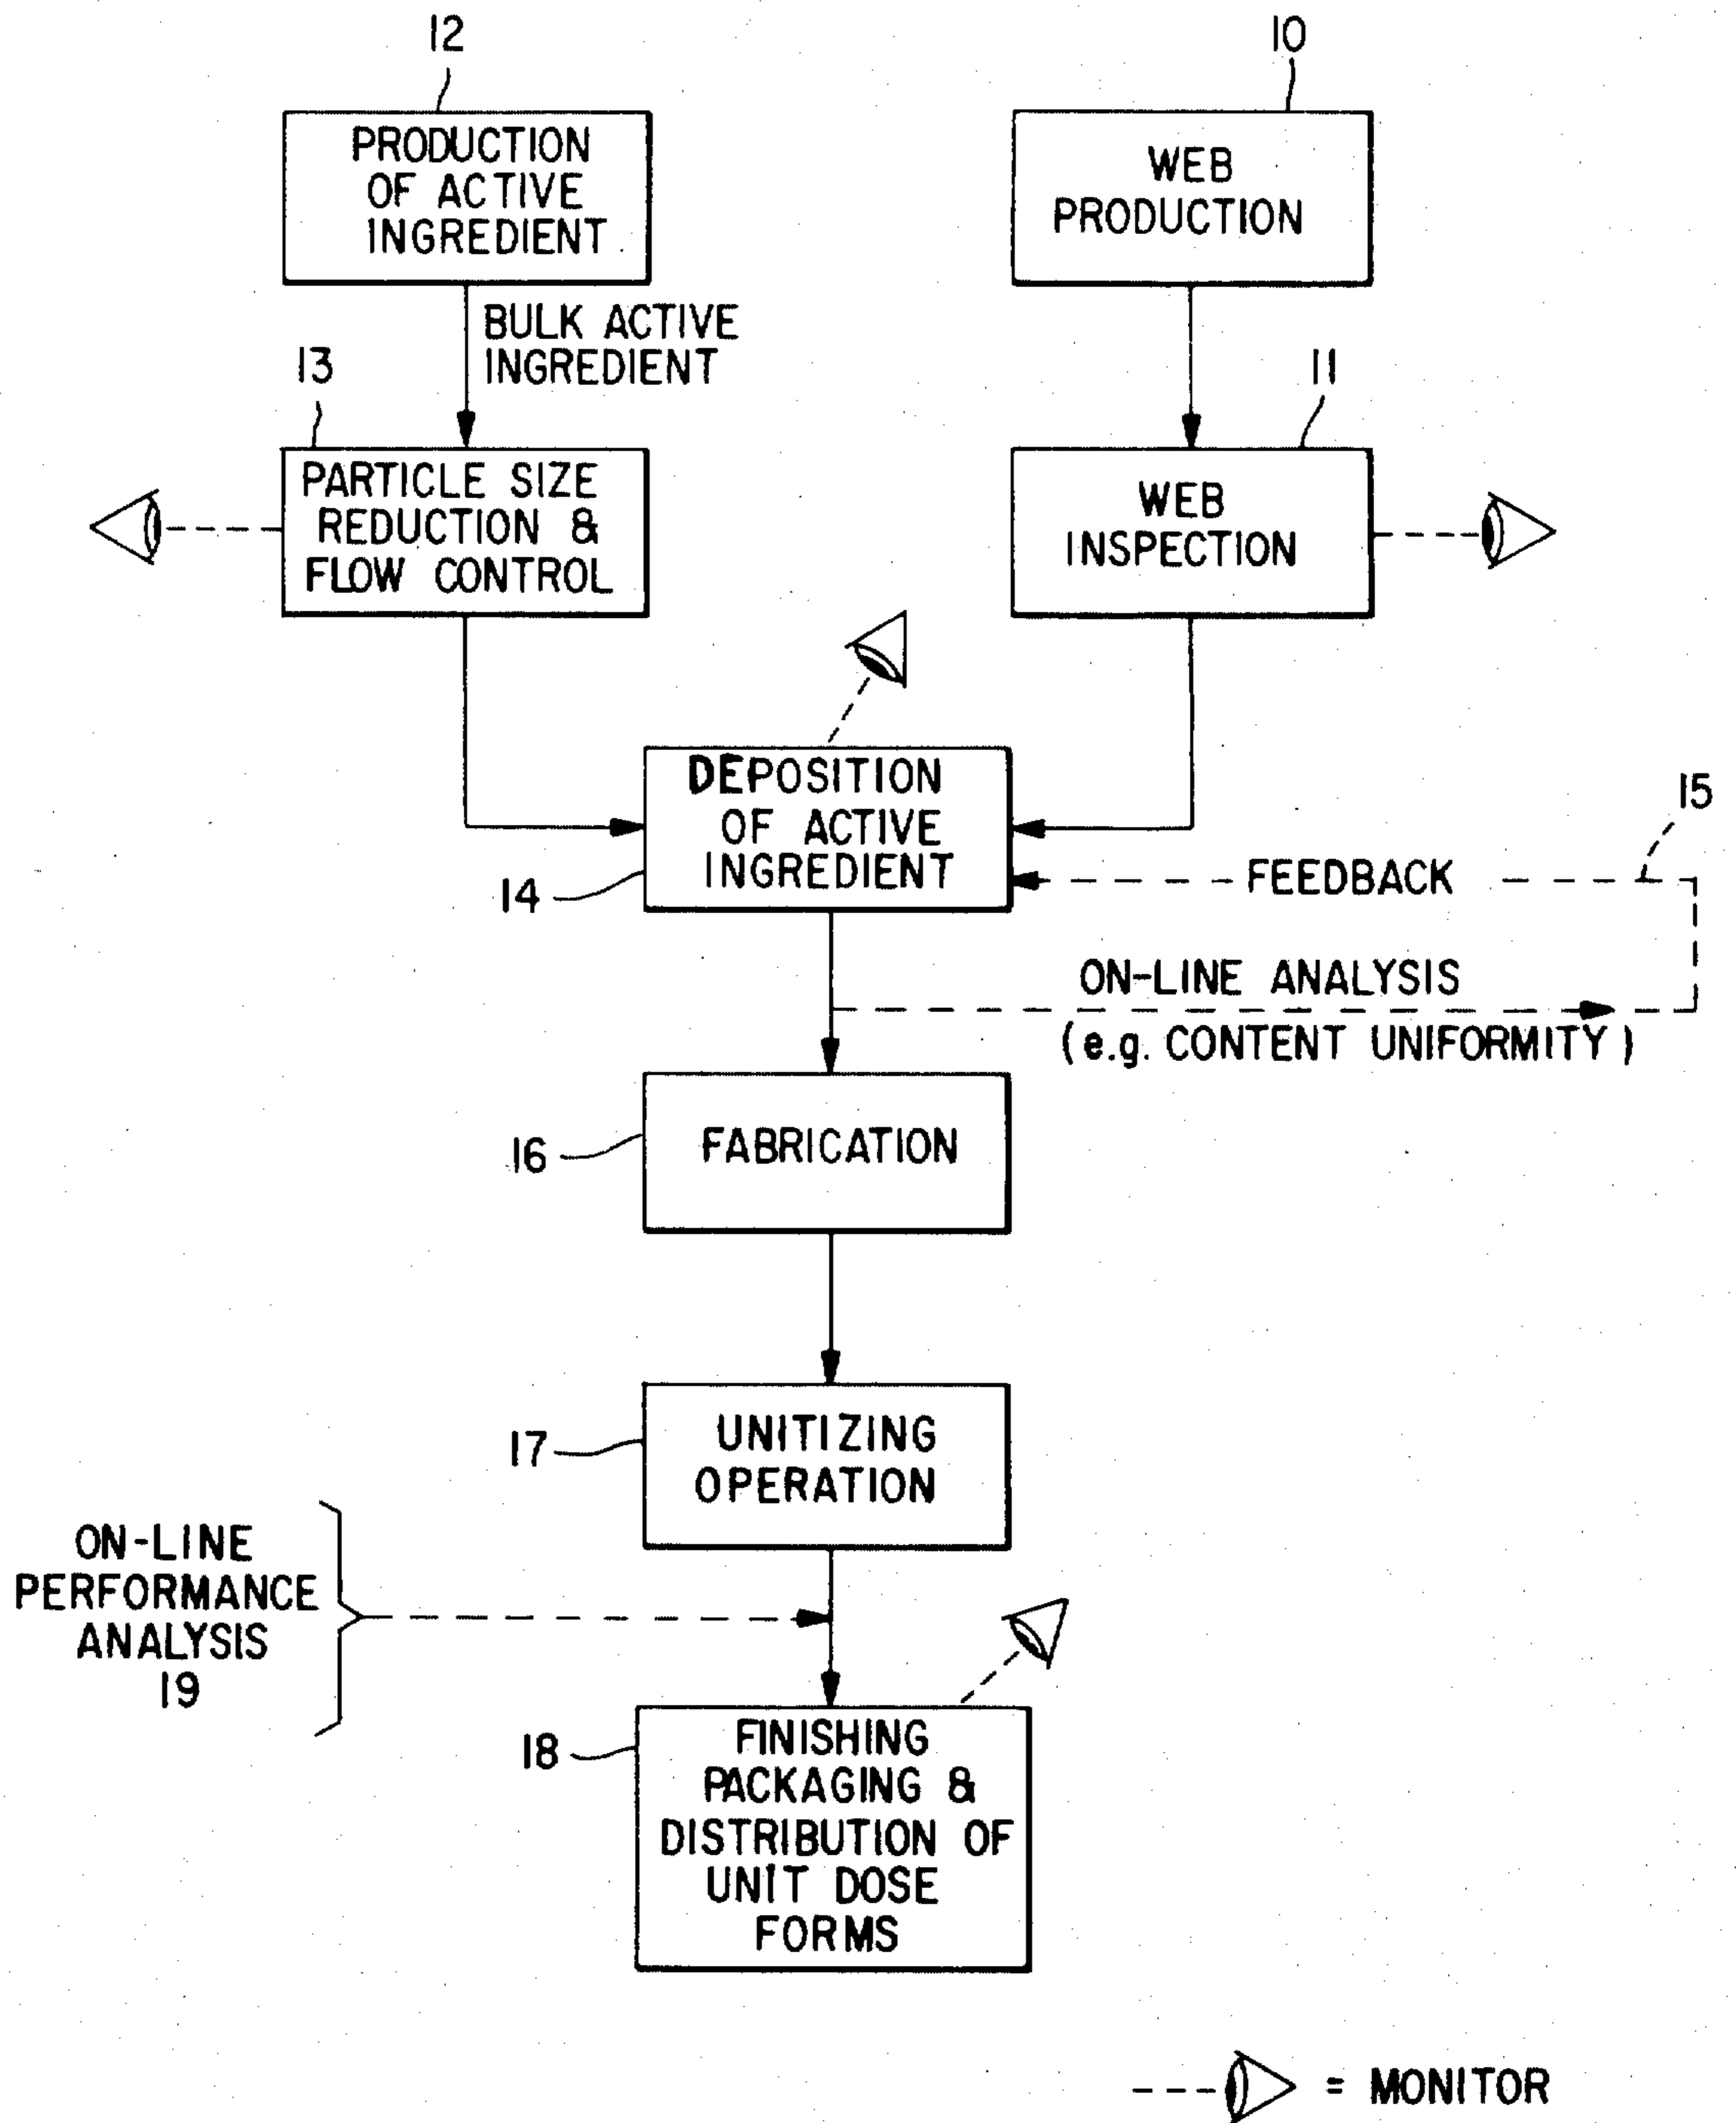 12
10
PRODUCTION
OF ACTIVE
INGREDIENT
WEB
PRODUCTION
BULK ACTIVE
INGREDIENT
13
11
PARTICLE SIZE
REDUCTION &
FLOW CONTROL
WEB
INSPECTION
DEPOSITION
OF ACTIVE
INGREDIENT
14
15
FEEDBACK
ON-LINE ANALYSIS
(e.g. CONTENT UNIFORMITY)
16
FABRICATION
17
UNITIZING
OPERATION
ON-LINE
PERFORMANCE
ANALYSIS
19
18
FINISHING
PACKAGING &
DISTRIBUTION OF
UNIT DOSE
FORMS
= MONITOR